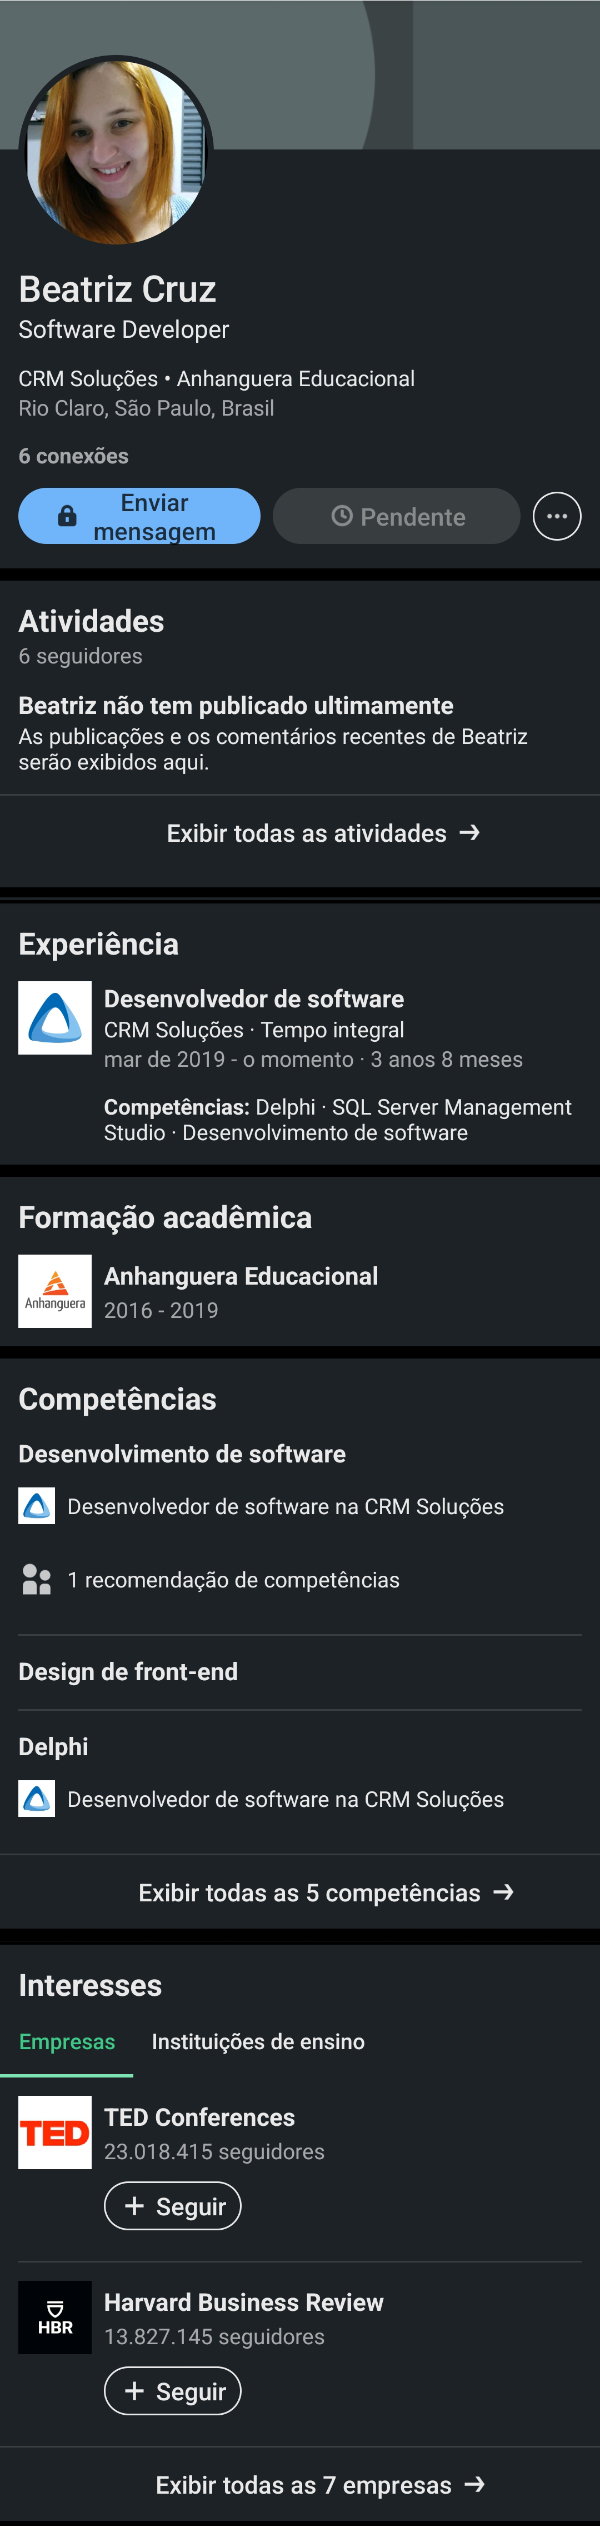 Beatriz Cruz
Software Developer
CRM Soluções • Anhanguera Educacional
Rio Claro, São Paulo, Brasil
6 conexões
Enviar
mensagem
Pendente
Atividades
6 seguidores
Beatriz não tem publicado ultimamente
As publicações e os comentários recentes de Beatriz
serão exibidos aqui.
Exibir todas as atividades →
Experiência
Desenvolvedor de software
CRM Soluções · Tempo integral
mar de 2019 - o momento · 3 anos 8 meses
Competências: Delphi · SQL Server Management
Studio · Desenvolvimento de software
Formação acadêmica
Anhanguera
Anhanguera Educacional
2016 - 2019
Competências
Desenvolvimento de software
Desenvolvedor de software na CRM Soluções
1 recomendação de competências
Design de front-end
Delphi
Desenvolvedor de software na CRM Soluções
Exibir todas as 5 competências →
Interesses
Empresas Instituições de ensino
TED
TED Conferences
23.018.415 seguidores
+ Seguir
HBR
Harvard Business Review
13.827.145 seguidores
+ Seguir
Exibir todas as 7 empresas →